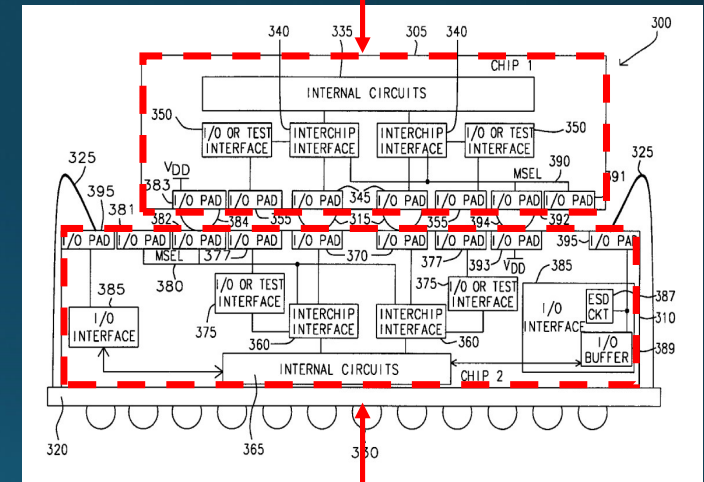 340 335 305 340 300
CHIP 1
INTERNAL CIRCUITS
350 350
I/O OR TEST INTERCHIP INTERCHIP I/O OR TEST
INTERFACE INTERFACE INTERFACE INTERFACE
325 VDD 390 325
MSEL
395 383 345 391
381 I/O PAD I/O PAD I/O PAD I/O PAD I/O PAD I/O PAD I/O PAD
382 384 355 315 355 394 392
I/O PAD I/O PAD I/O PAD I/O PAD I/O PAD I/O PAD I/O PAD I/O PAD I/O PAD
377 370 377 393 395
MSEL VDD
380 385
385 375 I/O OR TEST 387
I/O OR TEST INTERFACE ESD
INTERFACE I/O CKT 310
I/O INTERCHIP INTERCHIP INTERFACE
INTERFACE INTERFACE INTERFACE
375 360 360 I/O 389
BUFFER
INTERNAL CIRCUITS
CHIP 2
320 365 330